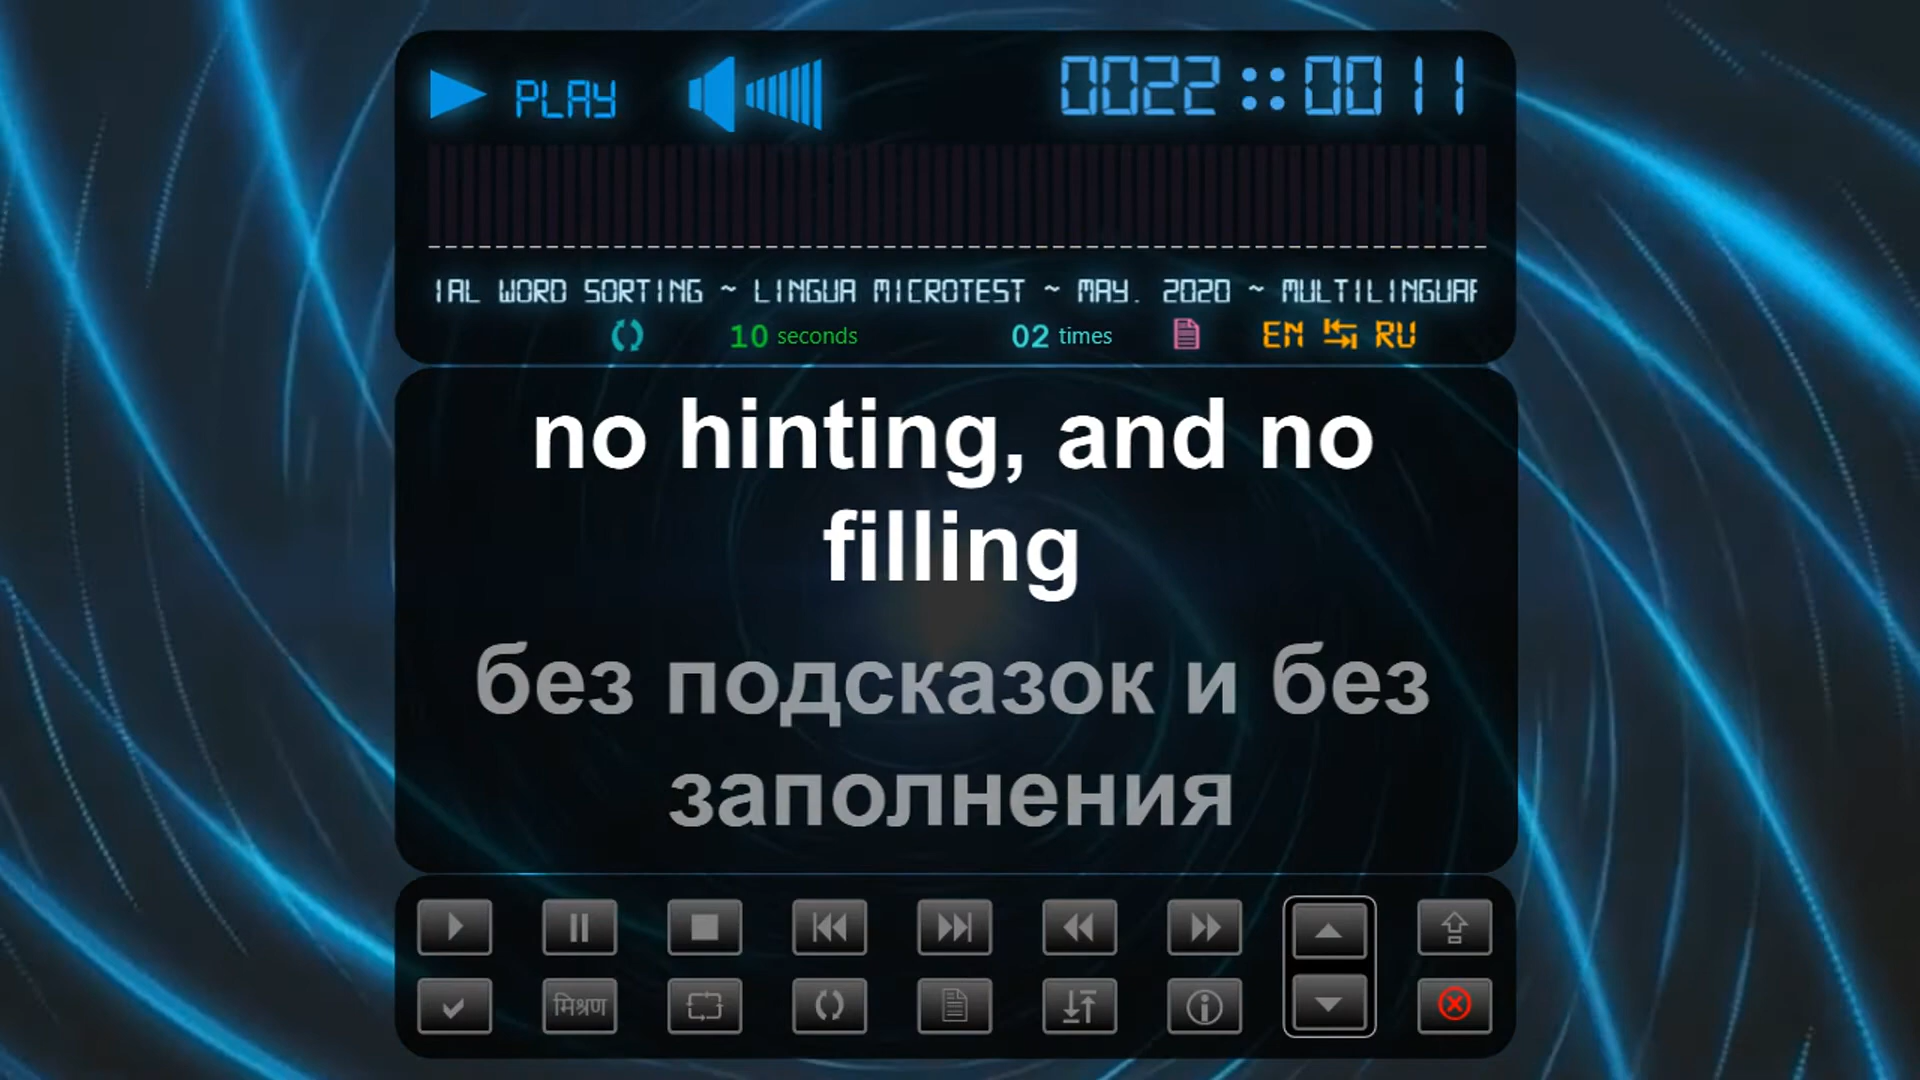 PLAY
0022::0011
IAL WORD SORTING ~ LINGUA MICROTEST ~ MAY. 2020 ~ MULTILINGUAR
10 seconds 02 times EN RU
no hinting, and no
filling
без подсказок и без
заполнения
मिश्रण